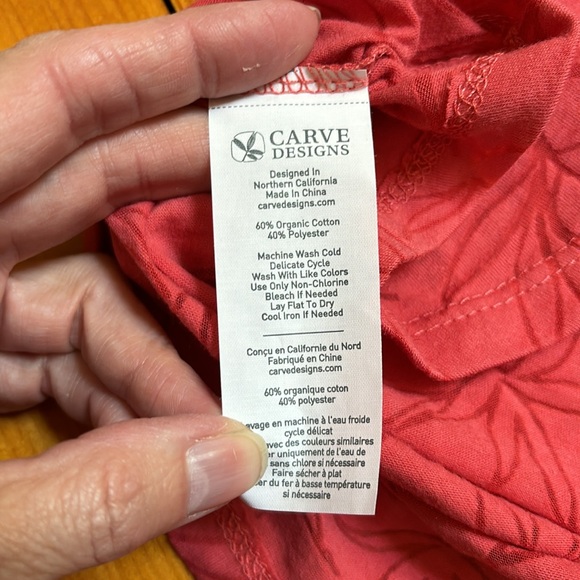 CARVE
DESIGNS
Designed In
Northern California
Made in China
carvedesigns.com
60% Organic Cotton
40% Polyester
Machine Wash Cold
Delicate Cycle
Wash With Like Colors
Use Only Non-Chlorine
Bleach If Needed
Lay Flat To Dry
Cool Iron If Needed
Conçu en Californie du Nord
Fabriqué en Chine
carvedesigns.com
60% organique coton
40% polyester
en machine à l'eau froide
cycle délicat
avec des couleurs similaires
uniquement de l'eau de
sans chlore si nécessaire
Faire sécher à plat
du fer à basse température
si nécessaire